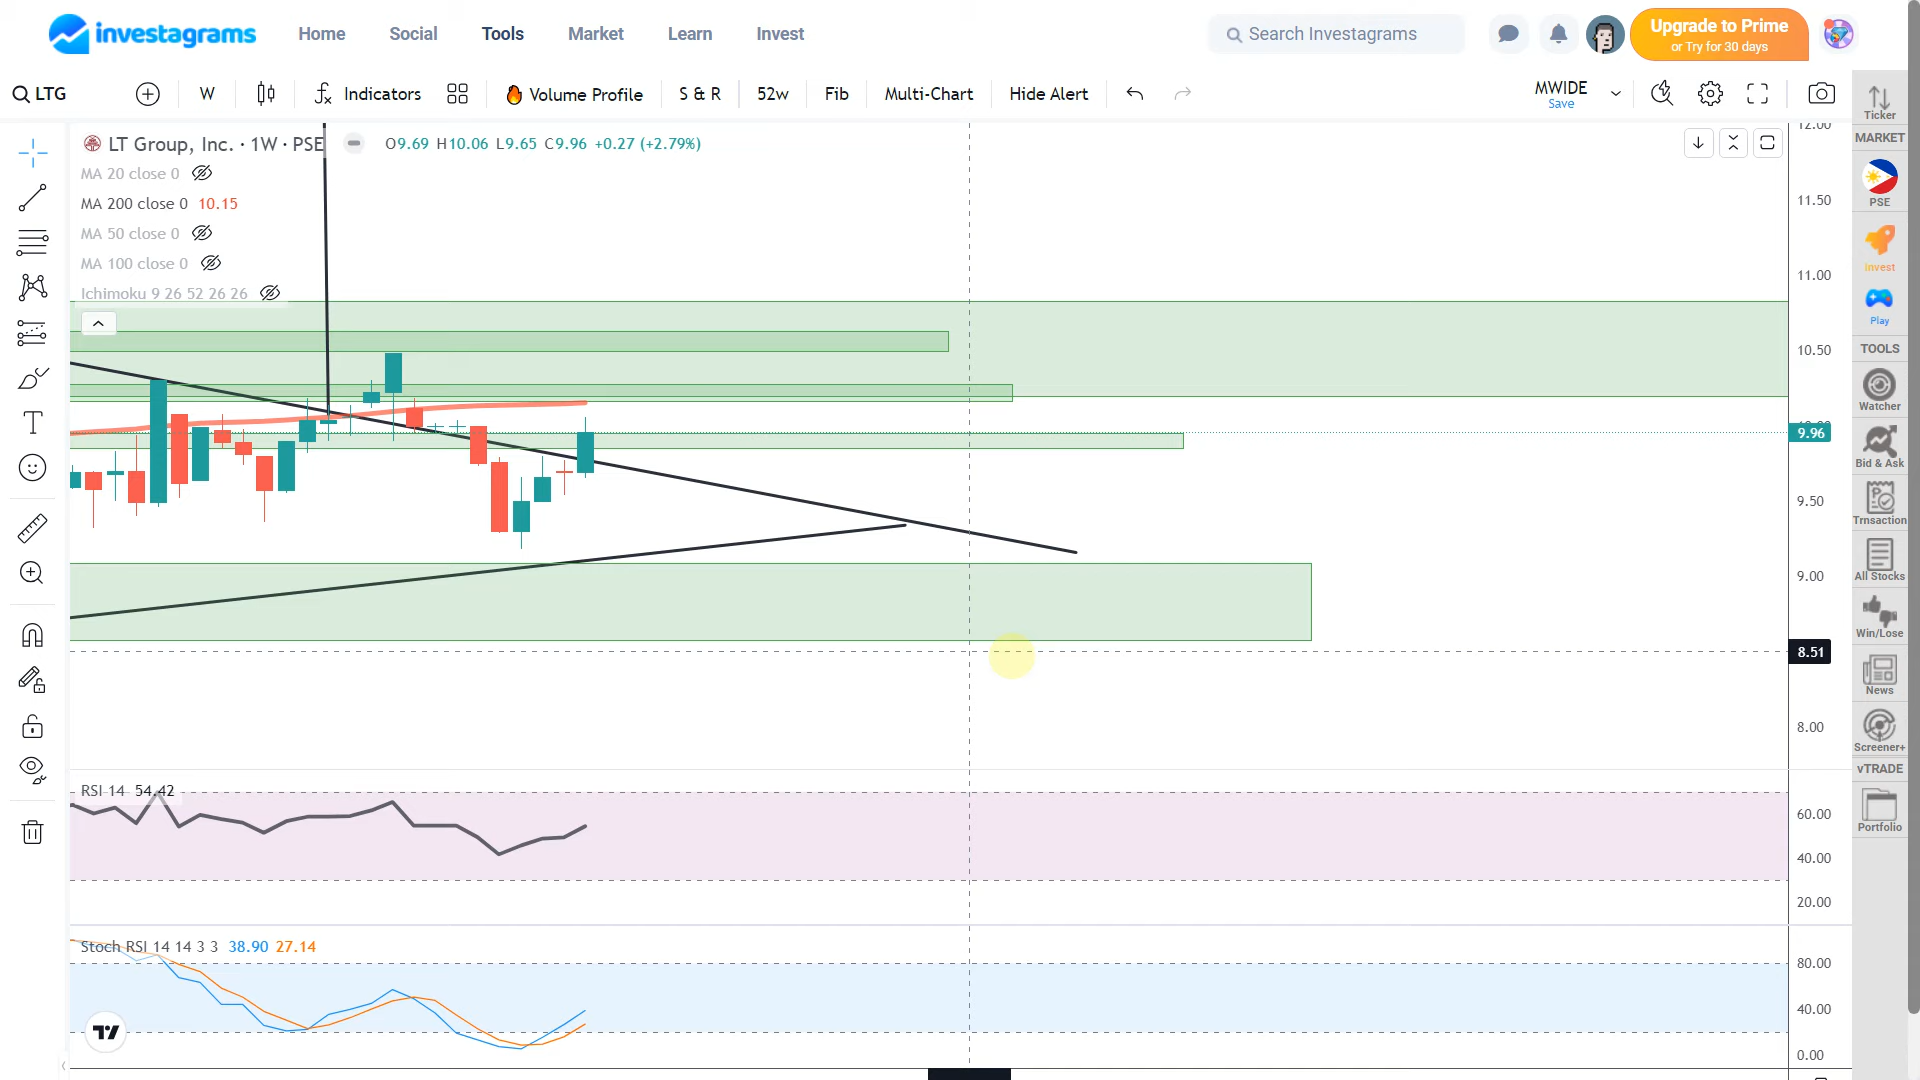 investagrams Home Social Tools Market Learn Invest Search Investagrams Upgrade to Prime
or Try for 30 days
LTG W Indicators Volume Profile S & R 52w Fib Multi-Chart Hide Alert MWIDE
Save
LT Group, Inc. · 1W · PSE O9.69 H10.06 L9.65 C9.96 +0.27 (+2.79%)
MA 20 close 0
MA 200 close 0 10.15
MA 50 close 0
MA 100 close 0
Ichimoku 9 26 52 26 26
12.00
11.50
11.00
10.50
9.96
9.50
9.00
8.51
8.00
RSI 14 54.42
60.00
40.00
20.00
Stoch RSI 14 14 3 3 38.90 27.14
80.00
40.00
0.00
Ticker
MARKET
PSE
Invest
Play
TOOLS
Watcher
Bid & Ask
Trnsaction
All Stocks
Win/Lose
News
Screener+
vTRADE
Portfolio